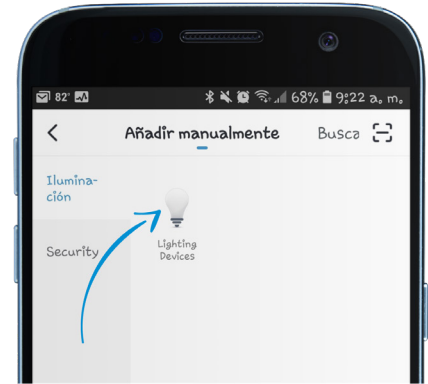 82° 68% 9:22 a. m.
Añadir manualmente Busca
Ilumina-
ción
Lighting
Devices
Security